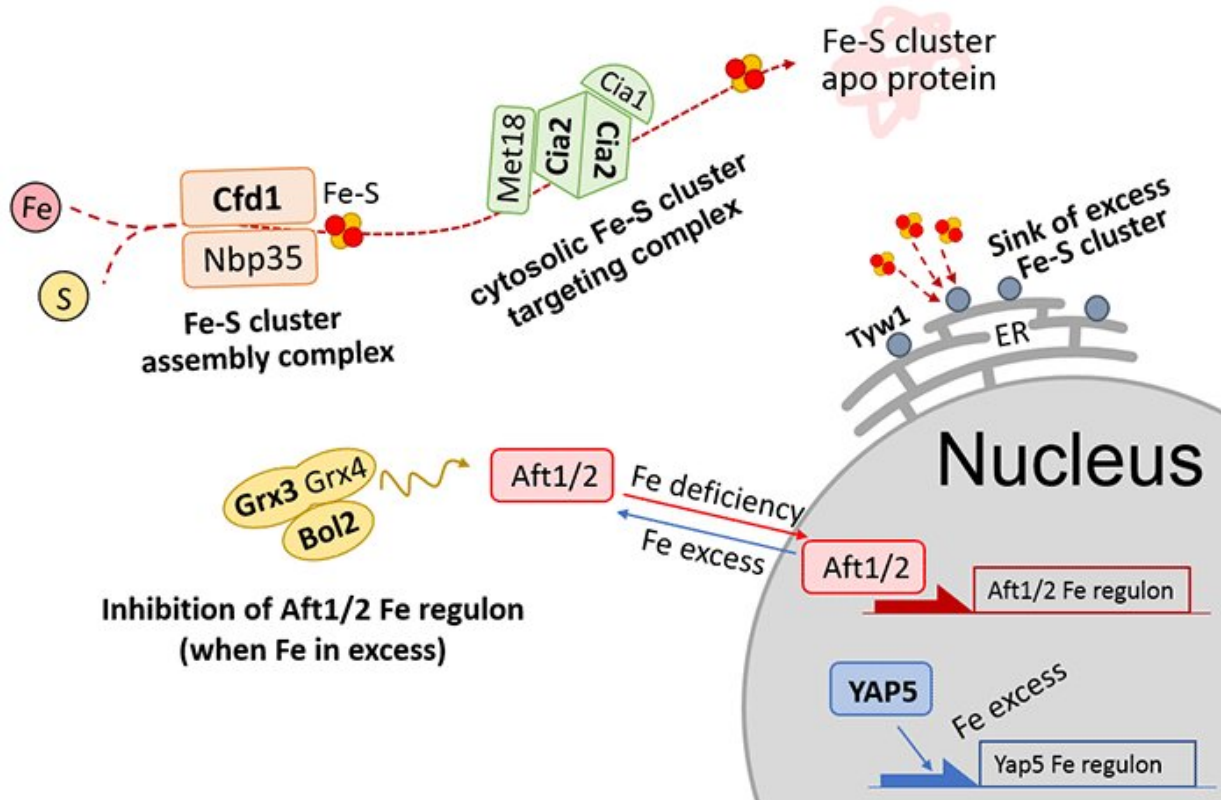 Fe-S cluster
apo protein
Cia1
Met18
Cia2
Cia2
Fe
Cfd1
Fe-S
Nbp35
S
cytosolic Fe-S cluster
targeting complex
Fe-S cluster
assembly complex
Sink of excess
Fe-S cluster
Tyw1
ER
Nucleus
Grx3 Grx4
Bol2
Aft1/2
Fe deficiency
Fe excess
Aft1/2
Aft1/2 Fe regulon
Inhibition of Aft1/2 Fe regulon
(when Fe in excess)
YAP5
Fe excess
Yap5 Fe regulon